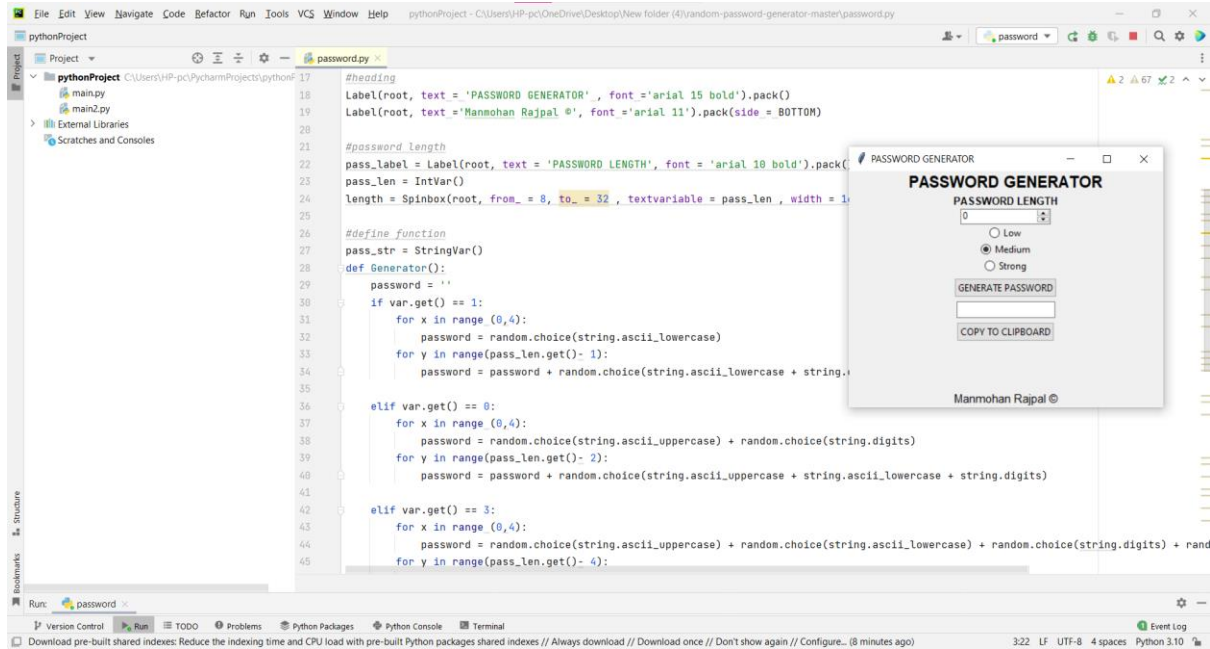 File Edit View Navigate Code Refactor Run Tools VCS Window Help pythonProject - C:\Users\HP-pc\OneDrive\Desktop\New folder (4)\random-password-generator-master\password.py
pythonProject
password
Project
password.py
pythonProject C:\Users\HP-pc\PycharmProjects\pythonP
main.py
main2.py
External Libraries
Scratches and Consoles
2 67 2
17 #heading
18 Label(root, text = 'PASSWORD GENERATOR' , font ='arial 15 bold').pack()
19 Label(root, text ='Manmohan Rajpal ©', font ='arial 11').pack(side = BOTTOM)
20
21 #password length
22 pass_label = Label(root, text = 'PASSWORD LENGTH', font = 'arial 10 bold').pack(
23 pass_len = IntVar()
24 length = Spinbox(root, from_ = 8, to_ = 32 , textvariable = pass_len , width = 1
25
26 #define function
27 pass_str = StringVar()
28 def Generator():
29 password = ''
30 if var.get() == 1:
31 for x in range (0,4):
32 password = random.choice(string.ascii_lowercase)
33 for y in range(pass_len.get()- 1):
34 password = password + random.choice(string.ascii_lowercase + string.
35
36 elif var.get() == 0:
37 for x in range (0,4):
38 password = random.choice(string.ascii_uppercase) + random.choice(string.digits)
39 for y in range(pass_len.get()- 2):
40 password = password + random.choice(string.ascii_uppercase + string.ascii_lowercase + string.digits)
41
42 elif var.get() == 3:
43 for x in range (0,4):
44 password = random.choice(string.ascii_uppercase) + random.choice(string.ascii_lowercase) + random.choice(string.digits) + rand
45 for y in range(pass_len.get()- 4):
PASSWORD GENERATOR
PASSWORD GENERATOR
PASSWORD LENGTH
0
Low
Medium
Strong
GENERATE PASSWORD
COPY TO CLIPBOARD
Manmohan Rajpal ©
Structure
Bookmarks
Run: password
Version Control Run TODO Problems Python Packages Python Console Terminal
1 Event Log
Download pre-built shared indexes: Reduce the indexing time and CPU load with pre-built Python packages shared indexes // Always download // Download once // Don't show again // Configure... (8 minutes ago)
3:22 LF UTF-8 4 spaces Python 3.10